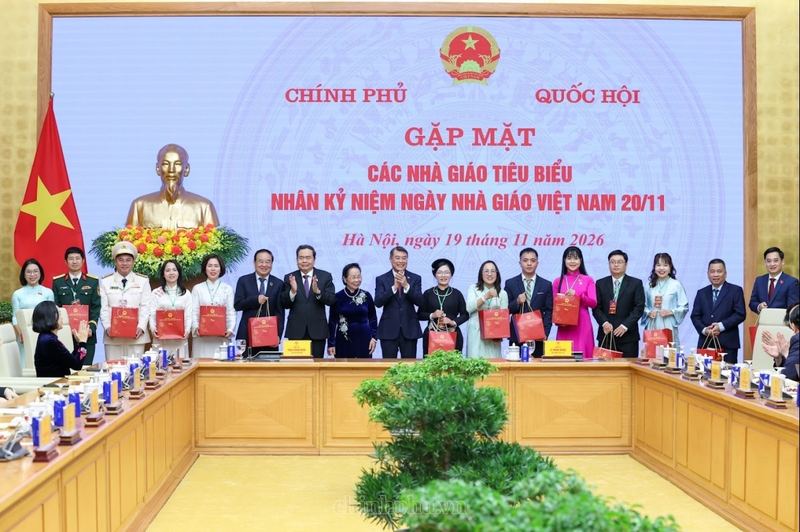 CHÍNH PHỦ
QUỐC HỘI
GẶP MẶT
CÁC NHÀ GIÁO TIÊU BIỂU
NHÂN KỶ NIỆM NGÀY NHÀ GIÁO VIỆT NAM 20/11
Hà Nội, ngày 19 tháng 11 năm 2026